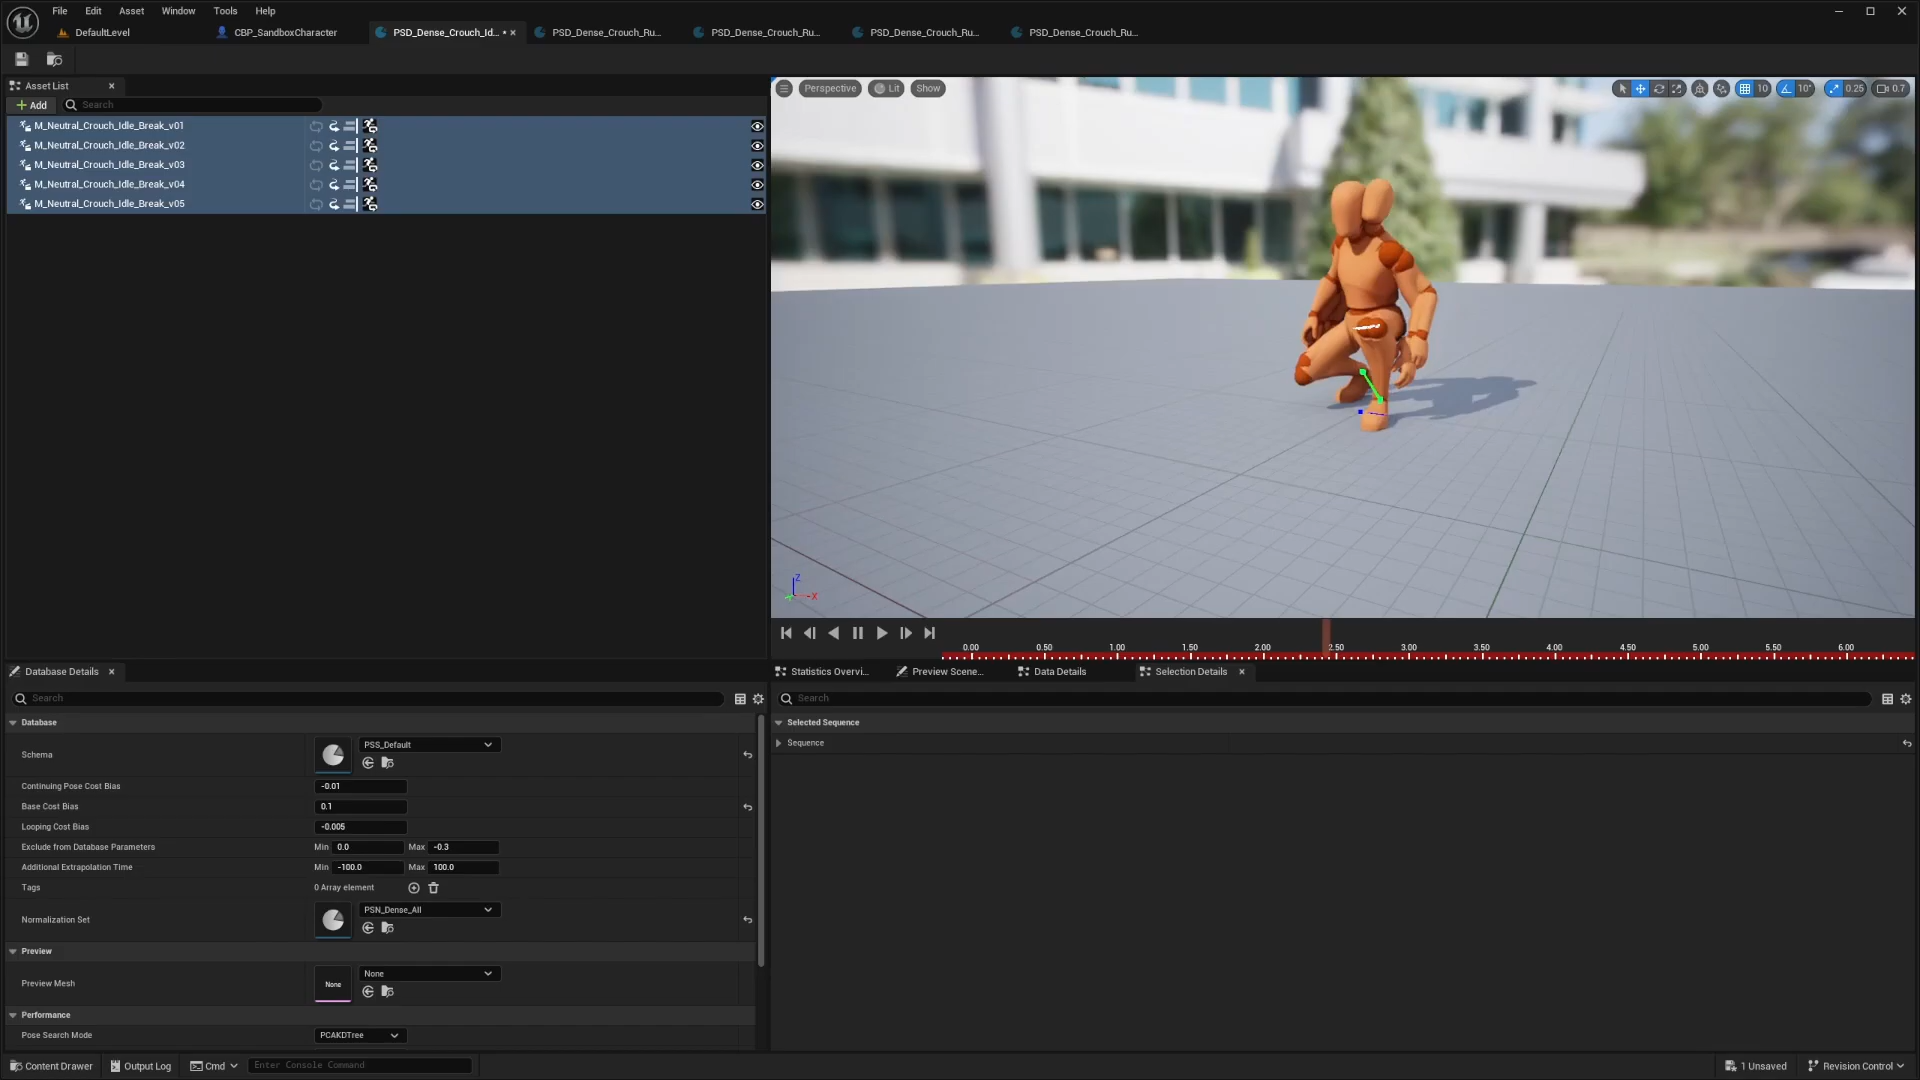 File Edit Asset Window Tools Help
DefaultLevel CBP_SandboxCharacter PSD_Dense_Crouch_Id... • PSD_Dense_Crouch_Ru... PSD_Dense_Crouch_Ru... PSD_Dense_Crouch_Ru... PSD_Dense_Crouch_Ru...
Asset List
Add Search
M_Neutral_Crouch_Idle_Break_v01
M_Neutral_Crouch_Idle_Break_v02
M_Neutral_Crouch_Idle_Break_v03
M_Neutral_Crouch_Idle_Break_v04
M_Neutral_Crouch_Idle_Break_v05
Perspective Lit Show 10 10° 0.25 0.7
Z
X
0.00 0.50 1.00 1.50 2.00 2.50 3.00 3.50 4.00 4.50 5.00 5.50 6.00
Database Details
Search
Database
Schema PSS_Default
Continuing Pose Cost Bias -0.01
Base Cost Bias 0.1
Looping Cost Bias -0.005
Exclude from Database Parameters Min 0.0 Max -0.3
Additional Extrapolation Time Min -100.0 Max 100.0
Tags 0 Array element
Normalization Set PSN_Dense_All
Preview
Preview Mesh None None
Performance
Pose Search Mode PCAKDTree
Statistics Overvi... Preview Scene... Data Details Selection Details
Search
Selected Sequence
Sequence
Content Drawer Output Log Cmd Enter Console Command 1 Unsaved Revision Control